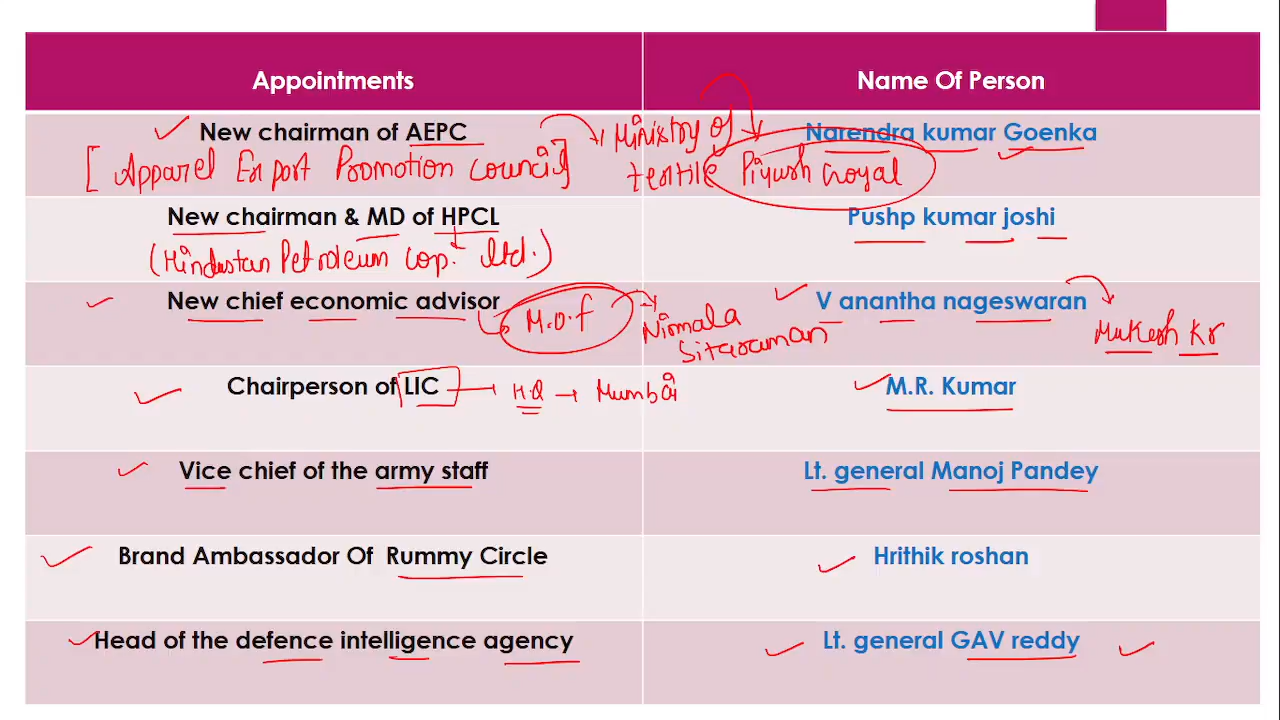 Appointments
Name Of Person
New chairman of AEPC
Ministry of
Narendra kumar Goenka
[ Apparel Export Promotion council ]
textile
Piyush Goyal
New chairman & MD of HPCL
Pushp kumar joshi
(Hindustan Petroleum Cop. ltd.)
New chief economic advisor
M.O.F
Nirmala
Sitaraman
V anantha nageswaran
Mukesh Kr
Chairperson of LIC
H.Q → Mumbai
M.R. Kumar
Vice chief of the army staff
Lt. general Manoj Pandey
Brand Ambassador Of Rummy Circle
Hrithik roshan
Head of the defence intelligence agency
Lt. general GAV reddy